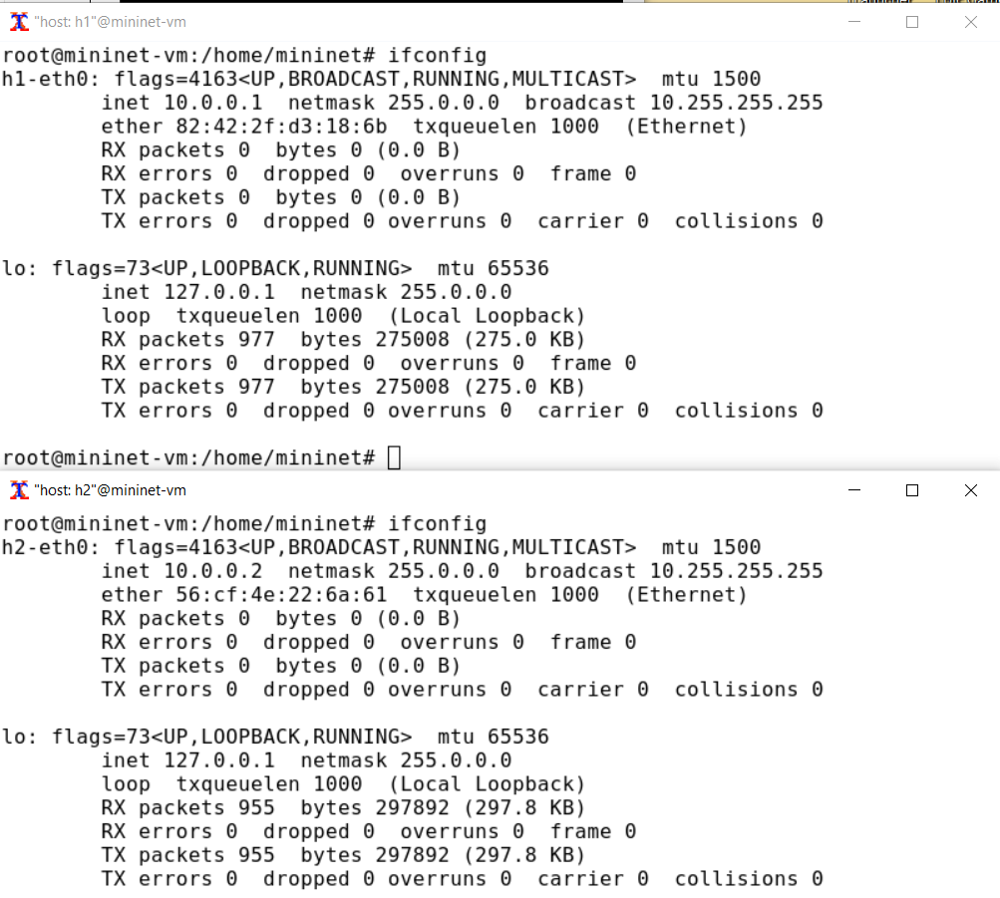 "host: h1"@mininet-vm
root@mininet-vm:/home/mininet# ifconfig
h1-eth0: flags=4163<UP,BROADCAST,RUNNING,MULTICAST>  mtu 1500
        inet 10.0.0.1  netmask 255.0.0.0  broadcast 10.255.255.255
        ether 82:42:2f:d3:18:6b  txqueuelen 1000  (Ethernet)
        RX packets 0  bytes 0 (0.0 B)
        RX errors 0  dropped 0  overruns 0  frame 0
        TX packets 0  bytes 0 (0.0 B)
        TX errors 0  dropped 0 overruns 0  carrier 0  collisions 0

lo: flags=73<UP,LOOPBACK,RUNNING>  mtu 65536
        inet 127.0.0.1  netmask 255.0.0.0
        loop  txqueuelen 1000  (Local Loopback)
        RX packets 977  bytes 275008 (275.0 KB)
        RX errors 0  dropped 0  overruns 0  frame 0
        TX packets 977  bytes 275008 (275.0 KB)
        TX errors 0  dropped 0 overruns 0  carrier 0  collisions 0

root@mininet-vm:/home/mininet#
"host: h2"@mininet-vm
root@mininet-vm:/home/mininet# ifconfig
h2-eth0: flags=4163<UP,BROADCAST,RUNNING,MULTICAST>  mtu 1500
        inet 10.0.0.2  netmask 255.0.0.0  broadcast 10.255.255.255
        ether 56:cf:4e:22:6a:61  txqueuelen 1000  (Ethernet)
        RX packets 0  bytes 0 (0.0 B)
        RX errors 0  dropped 0  overruns 0  frame 0
        TX packets 0  bytes 0 (0.0 B)
        TX errors 0  dropped 0 overruns 0  carrier 0  collisions 0

lo: flags=73<UP,LOOPBACK,RUNNING>  mtu 65536
        inet 127.0.0.1  netmask 255.0.0.0
        loop  txqueuelen 1000  (Local Loopback)
        RX packets 955  bytes 297892 (297.8 KB)
        RX errors 0  dropped 0  overruns 0  frame 0
        TX packets 955  bytes 297892 (297.8 KB)
        TX errors 0  dropped 0 overruns 0  carrier 0  collisions 0